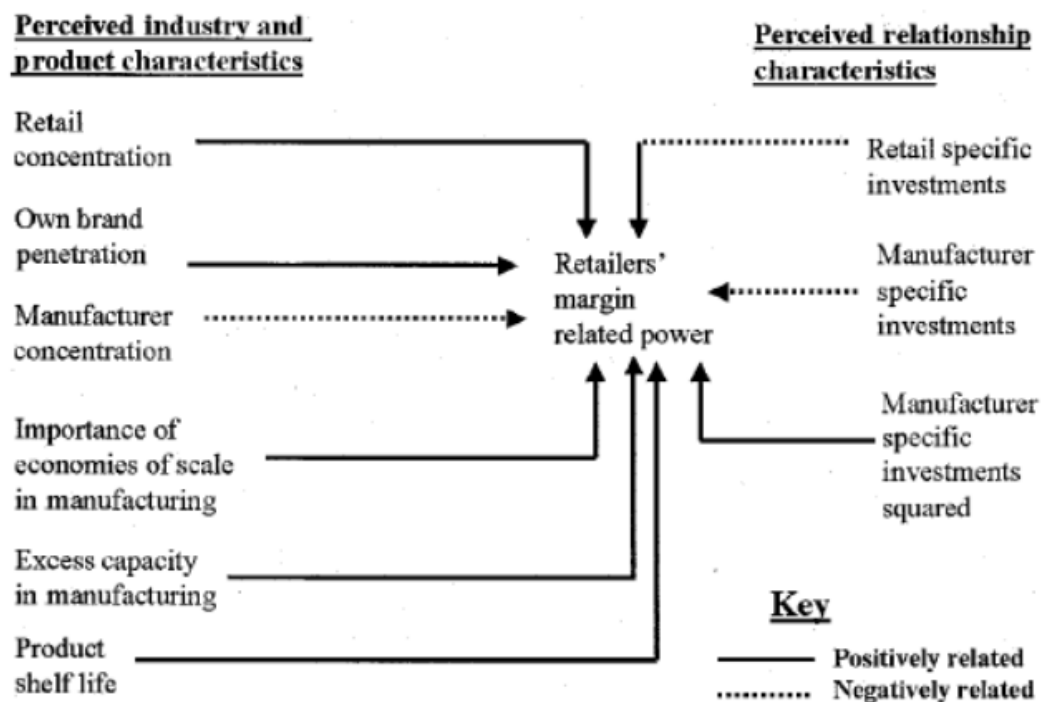 Perceived industry and
product characteristics
Retail
concentration
Own brand
penetration
Manufacturer
concentration
Importance of
economies of scale
in manufacturing
Excess capacity
in manufacturing
Product
shelf life
Retailers’
margin
related power
Perceived relationship
characteristics
Retail specific
investments
Manufacturer
specific
investments
Manufacturer
specific
investments
squared
Key
Positively related
Negatively related